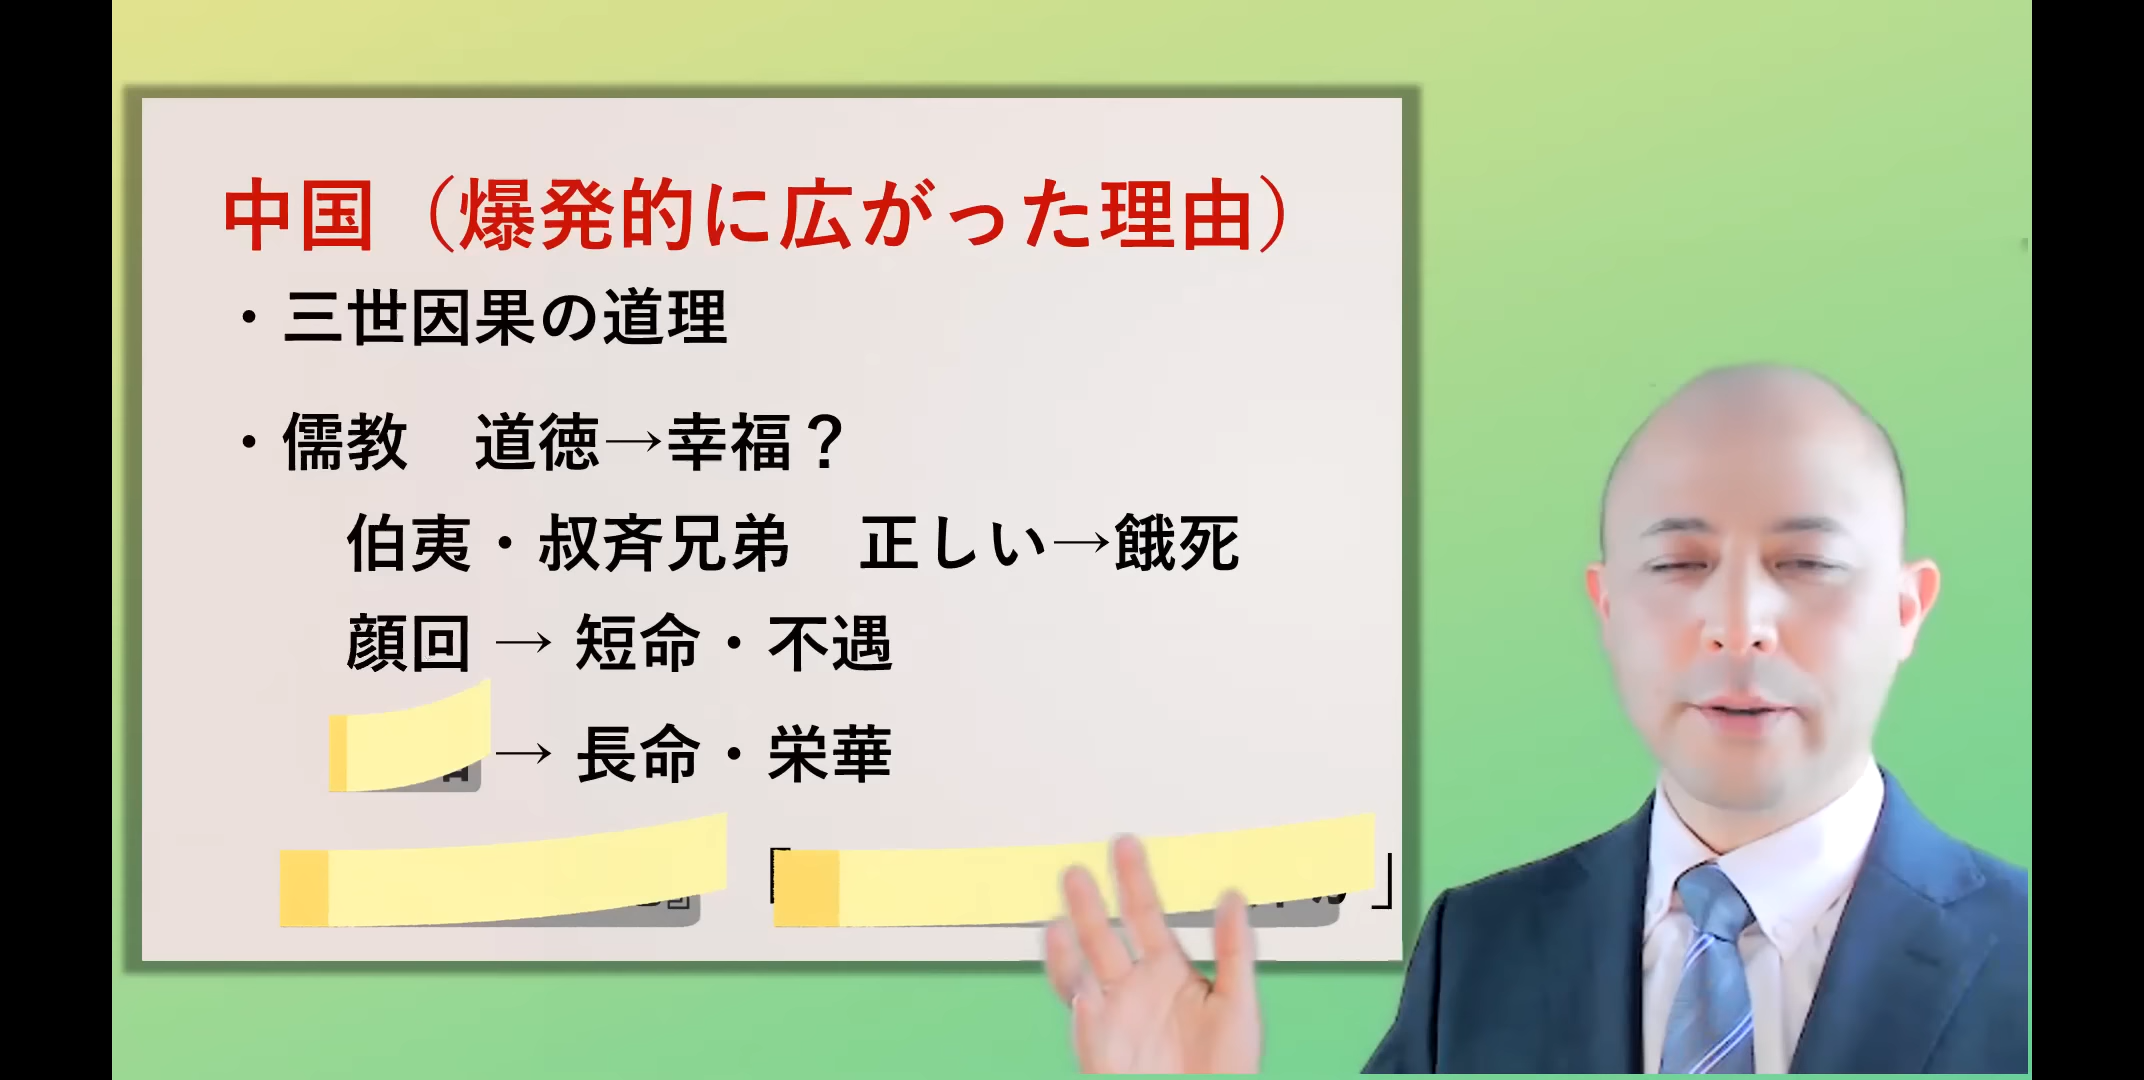 中国（爆発的に広がった理由）
・三世因果の道理
・儒教　道徳→幸福？
伯夷・叔斉兄弟　正しい→餓死
顔回 → 短命・不遇
→ 長命・栄華
』「」